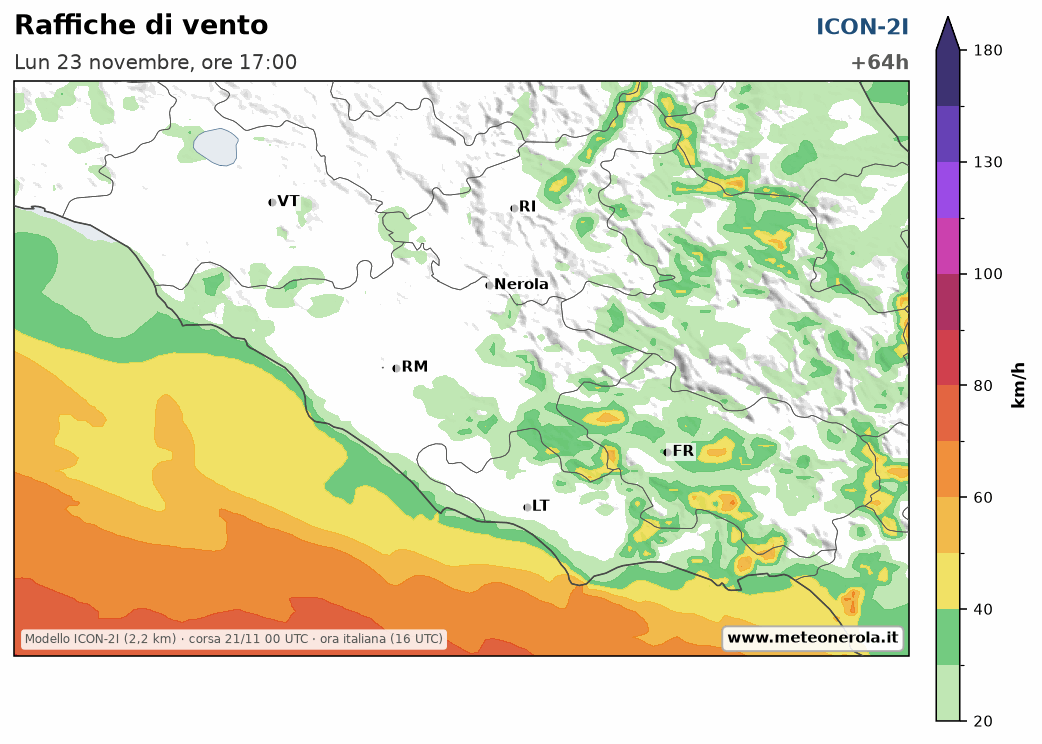 Raffiche di vento
ICON-2I
Lun 23 novembre, ore 17:00
+64h
180
130
100
80
60
40
20
km/h
VT
RI
Nerola
RM
FR
LT
Modello ICON-2I (2,2 km) · corsa 21/11 00 UTC · ora italiana (16 UTC)
www.meteonerola.it